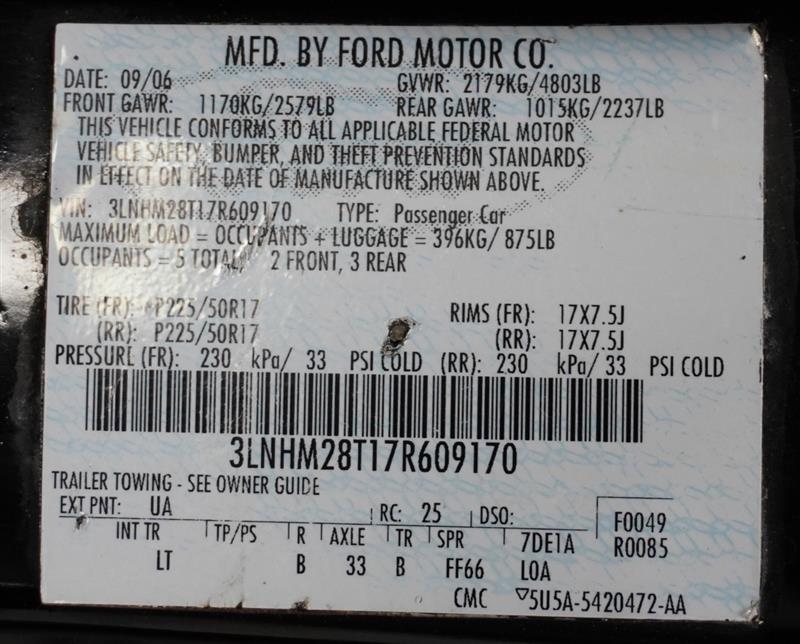 MFD. BY FORD MOTOR CO.
DATE: 09/06 GVWR: 2179KG/4803LB
FRONT GAWR: 1170KG/2579LB REAR GAWR: 1015KG/2237LB
THIS VEHICLE CONFORMS TO ALL APPLICABLE FEDERAL MOTOR
VEHICLE SAFETY, BUMPER, AND THEFT PREVENTION STANDARDS
IN EFFECT ON THE DATE OF MANUFACTURE SHOWN ABOVE.
VIN: 3LNHM28T17R609170 TYPE: Passenger Car
MAXIMUM LOAD = OCCUPANTS + LUGGAGE = 396KG/ 875LB
OCCUPANTS = 5 TOTAL, 2 FRONT, 3 REAR
TIRE (FR): P225/50R17 RIMS (FR): 17X7.5J
(RR): P225/50R17 (RR): 17X7.5J
PRESSURE (FR): 230 kPa/ 33 PSI COLD (RR): 230 kPa/ 33 PSI COLD
3LNHM28T17R609170
TRAILER TOWING - SEE OWNER GUIDE
EXT PNT: UA RC: 25 DSO: F0049
INT TR TP/PS R AXLE TR SPR 7DE1A R0085
LT B 33 B FF66 L0A
CMC ▽5U5A-5420472-AA